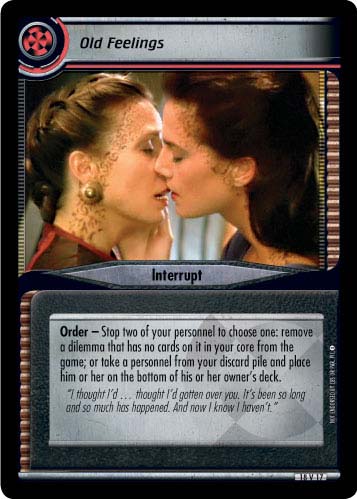 Old Feelings
Interrupt
Order – Stop two of your personnel to choose one: remove
a dilemma that has no cards on it in your core from the
game; or take a personnel from your discard pile and place
him or her on the bottom of his or her owner's deck.
"I thought I'd ... thought I'd gotten over you. It's been so long
and so much has happened. And now I know I haven't."
18 V 17